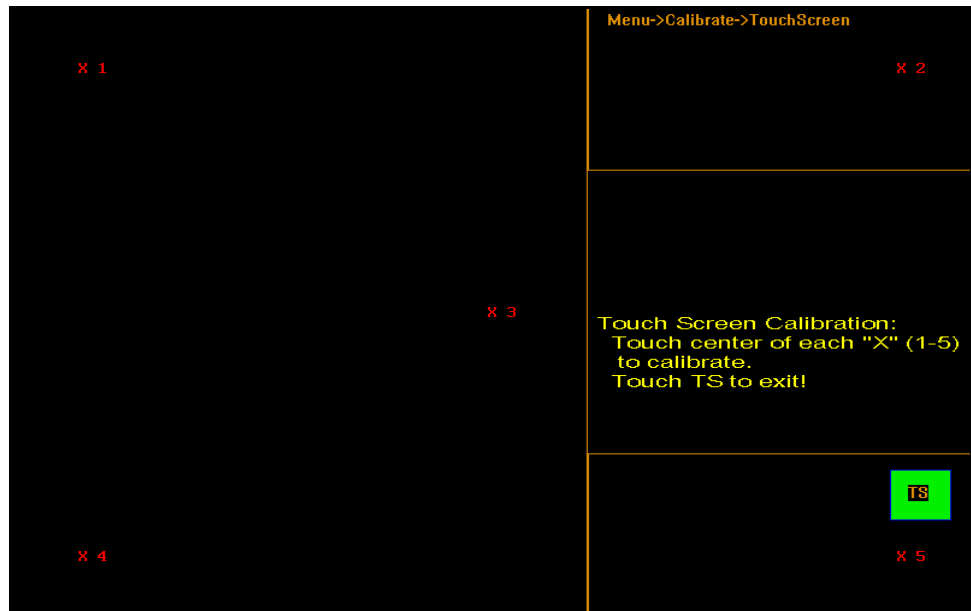 Menu->Calibrate->TouchScreen
X 1
X 2
X 3
Touch Screen Calibration:
Touch center of each "X" (1-5)
to calibrate.
Touch TS to exit!
TS
X 4
X 5